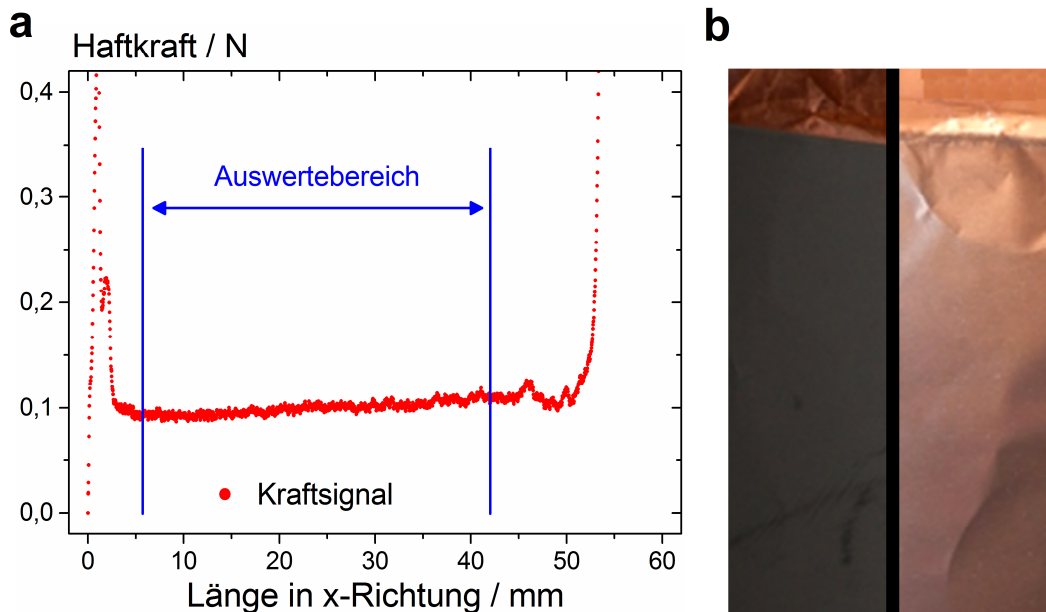 a
Haftkraft / N
0,4
0,3
0,2
0,1
0,0
Auswertebereich
Kraftsignal
0 10 20 30 40 50 60
Länge in x-Richtung / mm
b